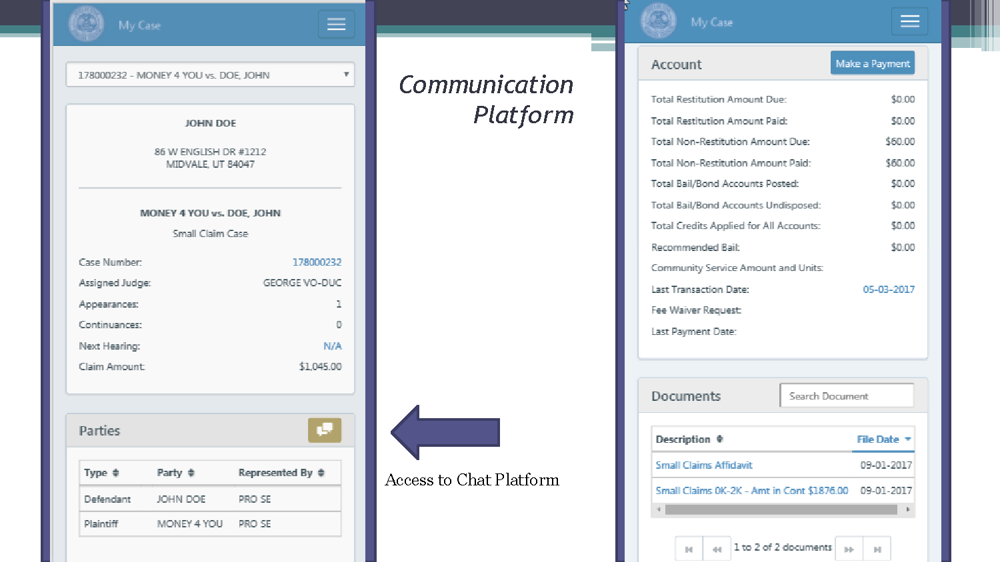 My Case
178000232 - MONEY 4 YOU vs. DOE, JOHN
JOHN DOE
86 W ENGLISH DR #1212
MIDVALE, UT 84047
MONEY 4 YOU vs. DOE, JOHN
Small Claim Case
Case Number: 178000232
Assigned Judge: GEORGE VO-DUC
Appearances: 1
Continuances: 0
Next Hearing: N/A
Claim Amount: $1,045.00
Parties
Type Party Represented By
Defendant JOHN DOE PRO SE
Plaintiff MONEY 4 YOU PRO SE
Communication
Platform
Access to Chat Platform
My Case
Account Make a Payment
Total Restitution Amount Due: $0.00
Total Restitution Amount Paid: $0.00
Total Non-Restitution Amount Due: $60.00
Total Non-Restitution Amount Paid: $60.00
Total Bail/Bond Accounts Posted: $0.00
Total Bail/Bond Accounts Undisposed: $0.00
Total Credits Applied for All Accounts: $0.00
Recommended Bail: $0.00
Community Service Amount and Units:
Last Transaction Date: 05-03-2017
Fee Waiver Request:
Last Payment Date:
Documents Search Document
Description File Date
Small Claims Affidavit 09-01-2017
Small Claims 0K-2K - Amt in Cont $1876.00 09-01-2017
1 to 2 of 2 documents